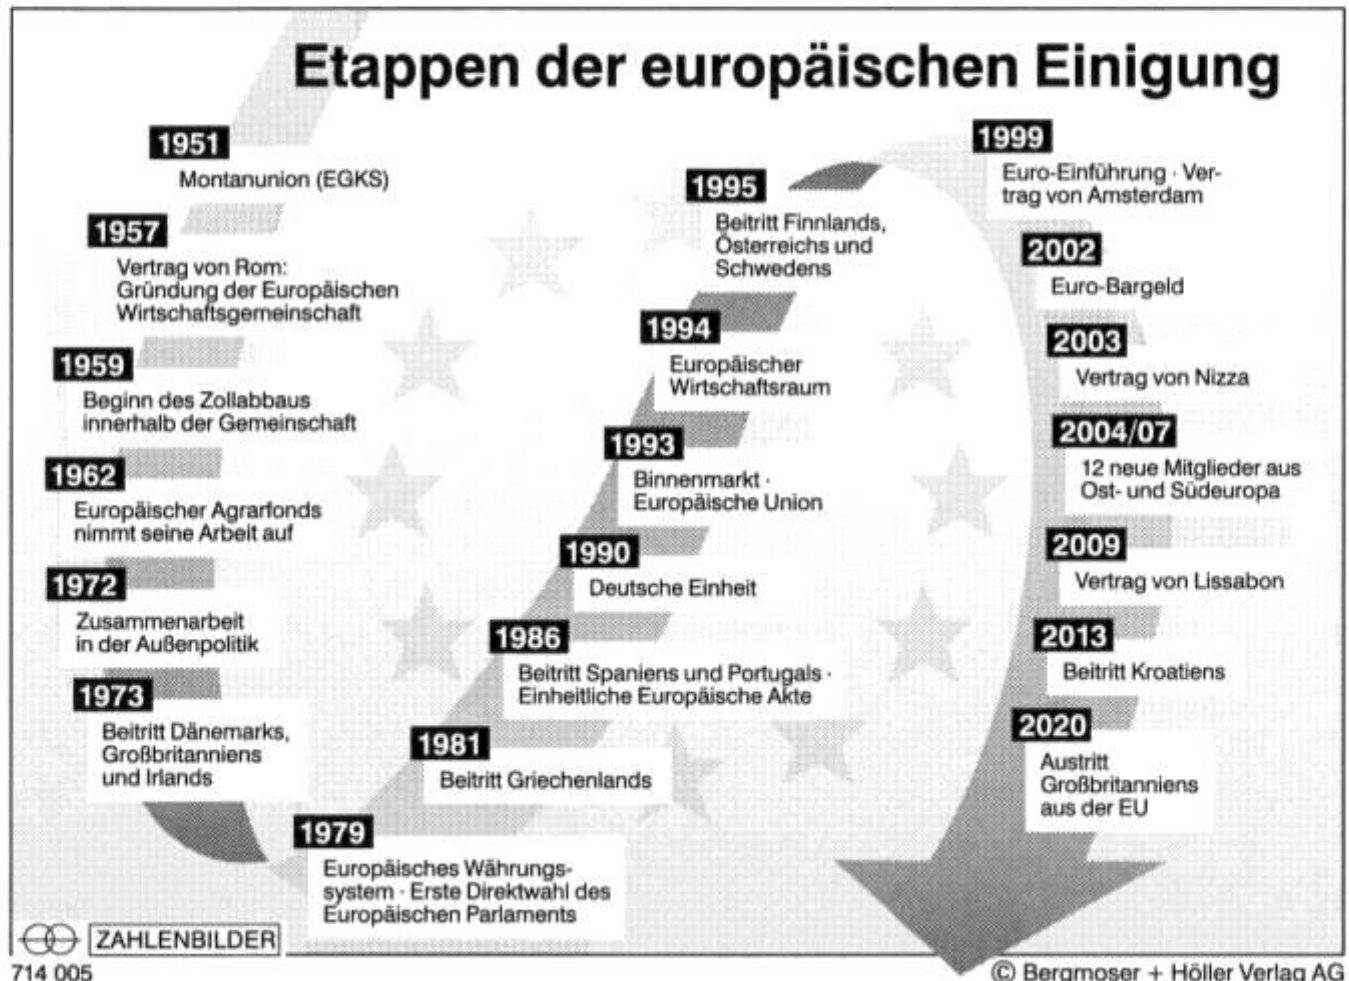 Etappen der europäischen Einigung
1951
Montanunion (EGKS)
1957
Vertrag von Rom:
Gründung der Europäischen
Wirtschaftsgemeinschaft
1959
Beginn des Zollabbaus
innerhalb der Gemeinschaft
1962
Europäischer Agrarfonds
nimmt seine Arbeit auf
1972
Zusammenarbeit
in der Außenpolitik
1973
Beitritt Dänemarks,
Großbritanniens
und Irlands
1979
Europäisches Währungs-
system · Erste Direktwahl des
Europäischen Parlaments
1981
Beitritt Griechenlands
1986
Beitritt Spaniens und Portugals ·
Einheitliche Europäische Akte
1990
Deutsche Einheit
1993
Binnenmarkt ·
Europäische Union
1994
Europäischer
Wirtschaftsraum
1995
Beitritt Finnlands,
Österreichs und
Schwedens
1999
Euro-Einführung · Ver-
trag von Amsterdam
2002
Euro-Bargeld
2003
Vertrag von Nizza
2004/07
12 neue Mitglieder aus
Ost- und Südeuropa
2009
Vertrag von Lissabon
2013
Beitritt Kroatiens
2020
Austritt
Großbritanniens
aus der EU
ZAHLENBILDER
714 005
© Bergmoser + Höller Verlag AG